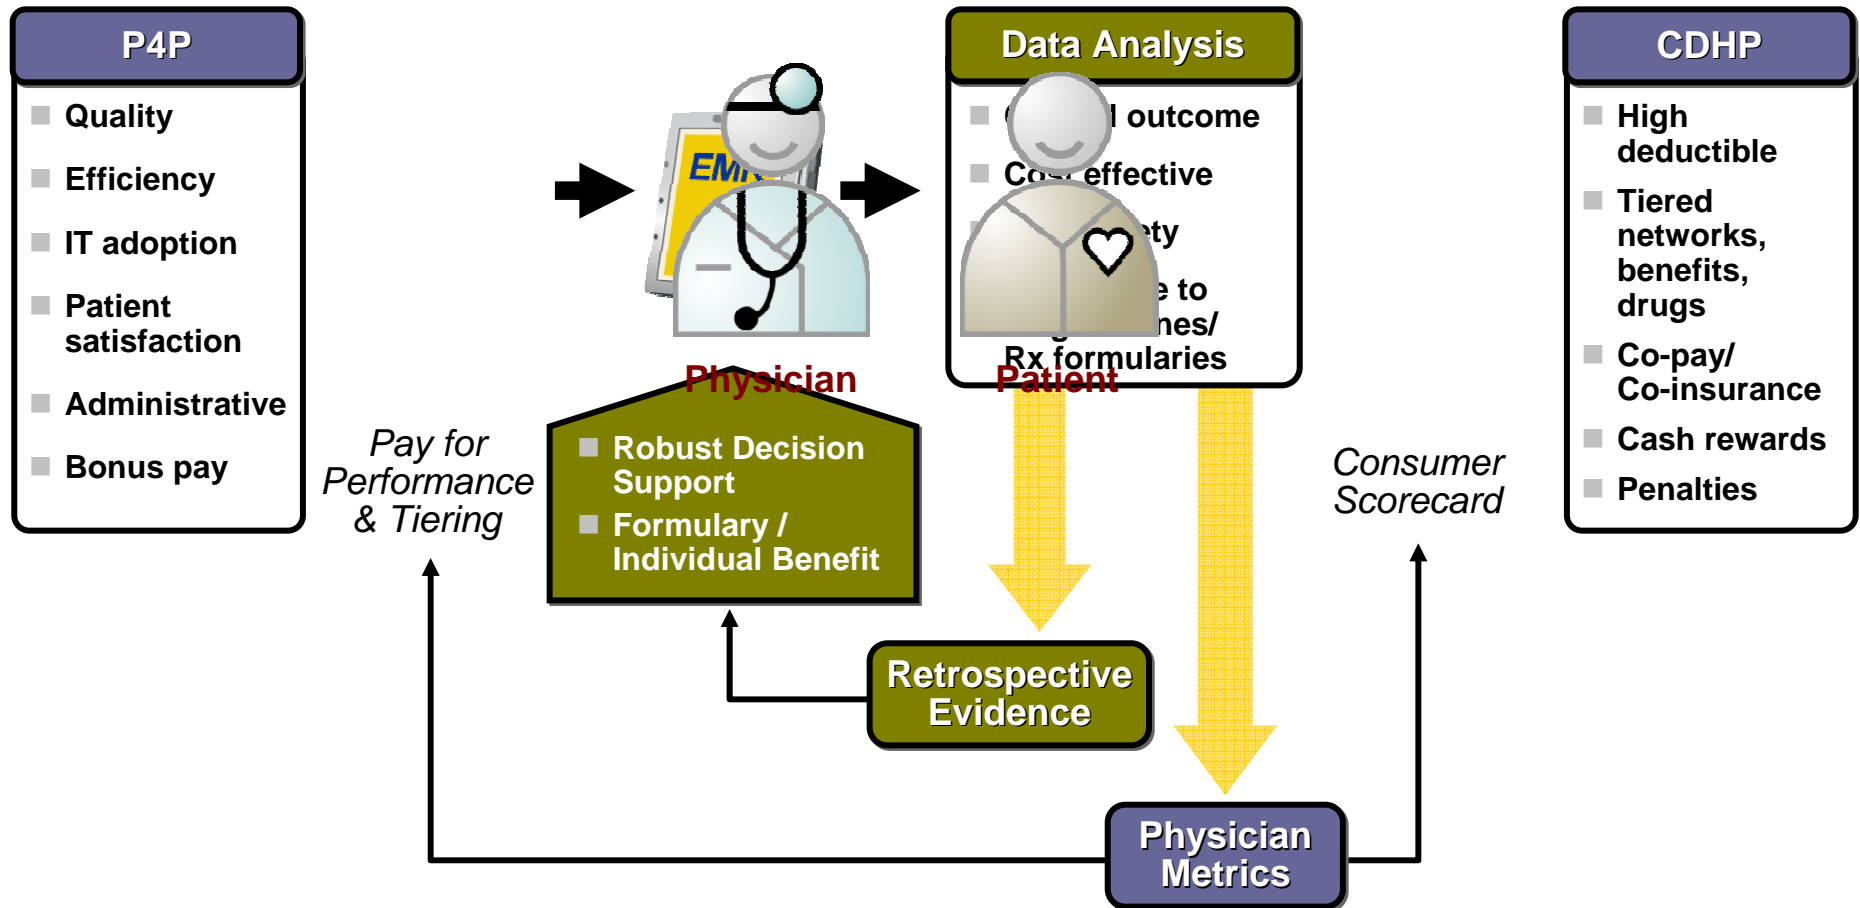 P4P
Quality
Efficiency
IT adoption
Patient
satisfaction
Administrative
Bonus pay
Pay for
Performance
& Tiering
Physician
Robust Decision
Support
Formulary /
Individual Benefit
Data Analysis
outcome
effective
to
Rx formularies
Patient
Retrospective
Evidence
Physician
Metrics
Consumer
Scorecard
CDHP
High
deductible
Tiered
networks,
benefits,
drugs
Co-pay/
Co-insurance
Cash rewards
Penalties